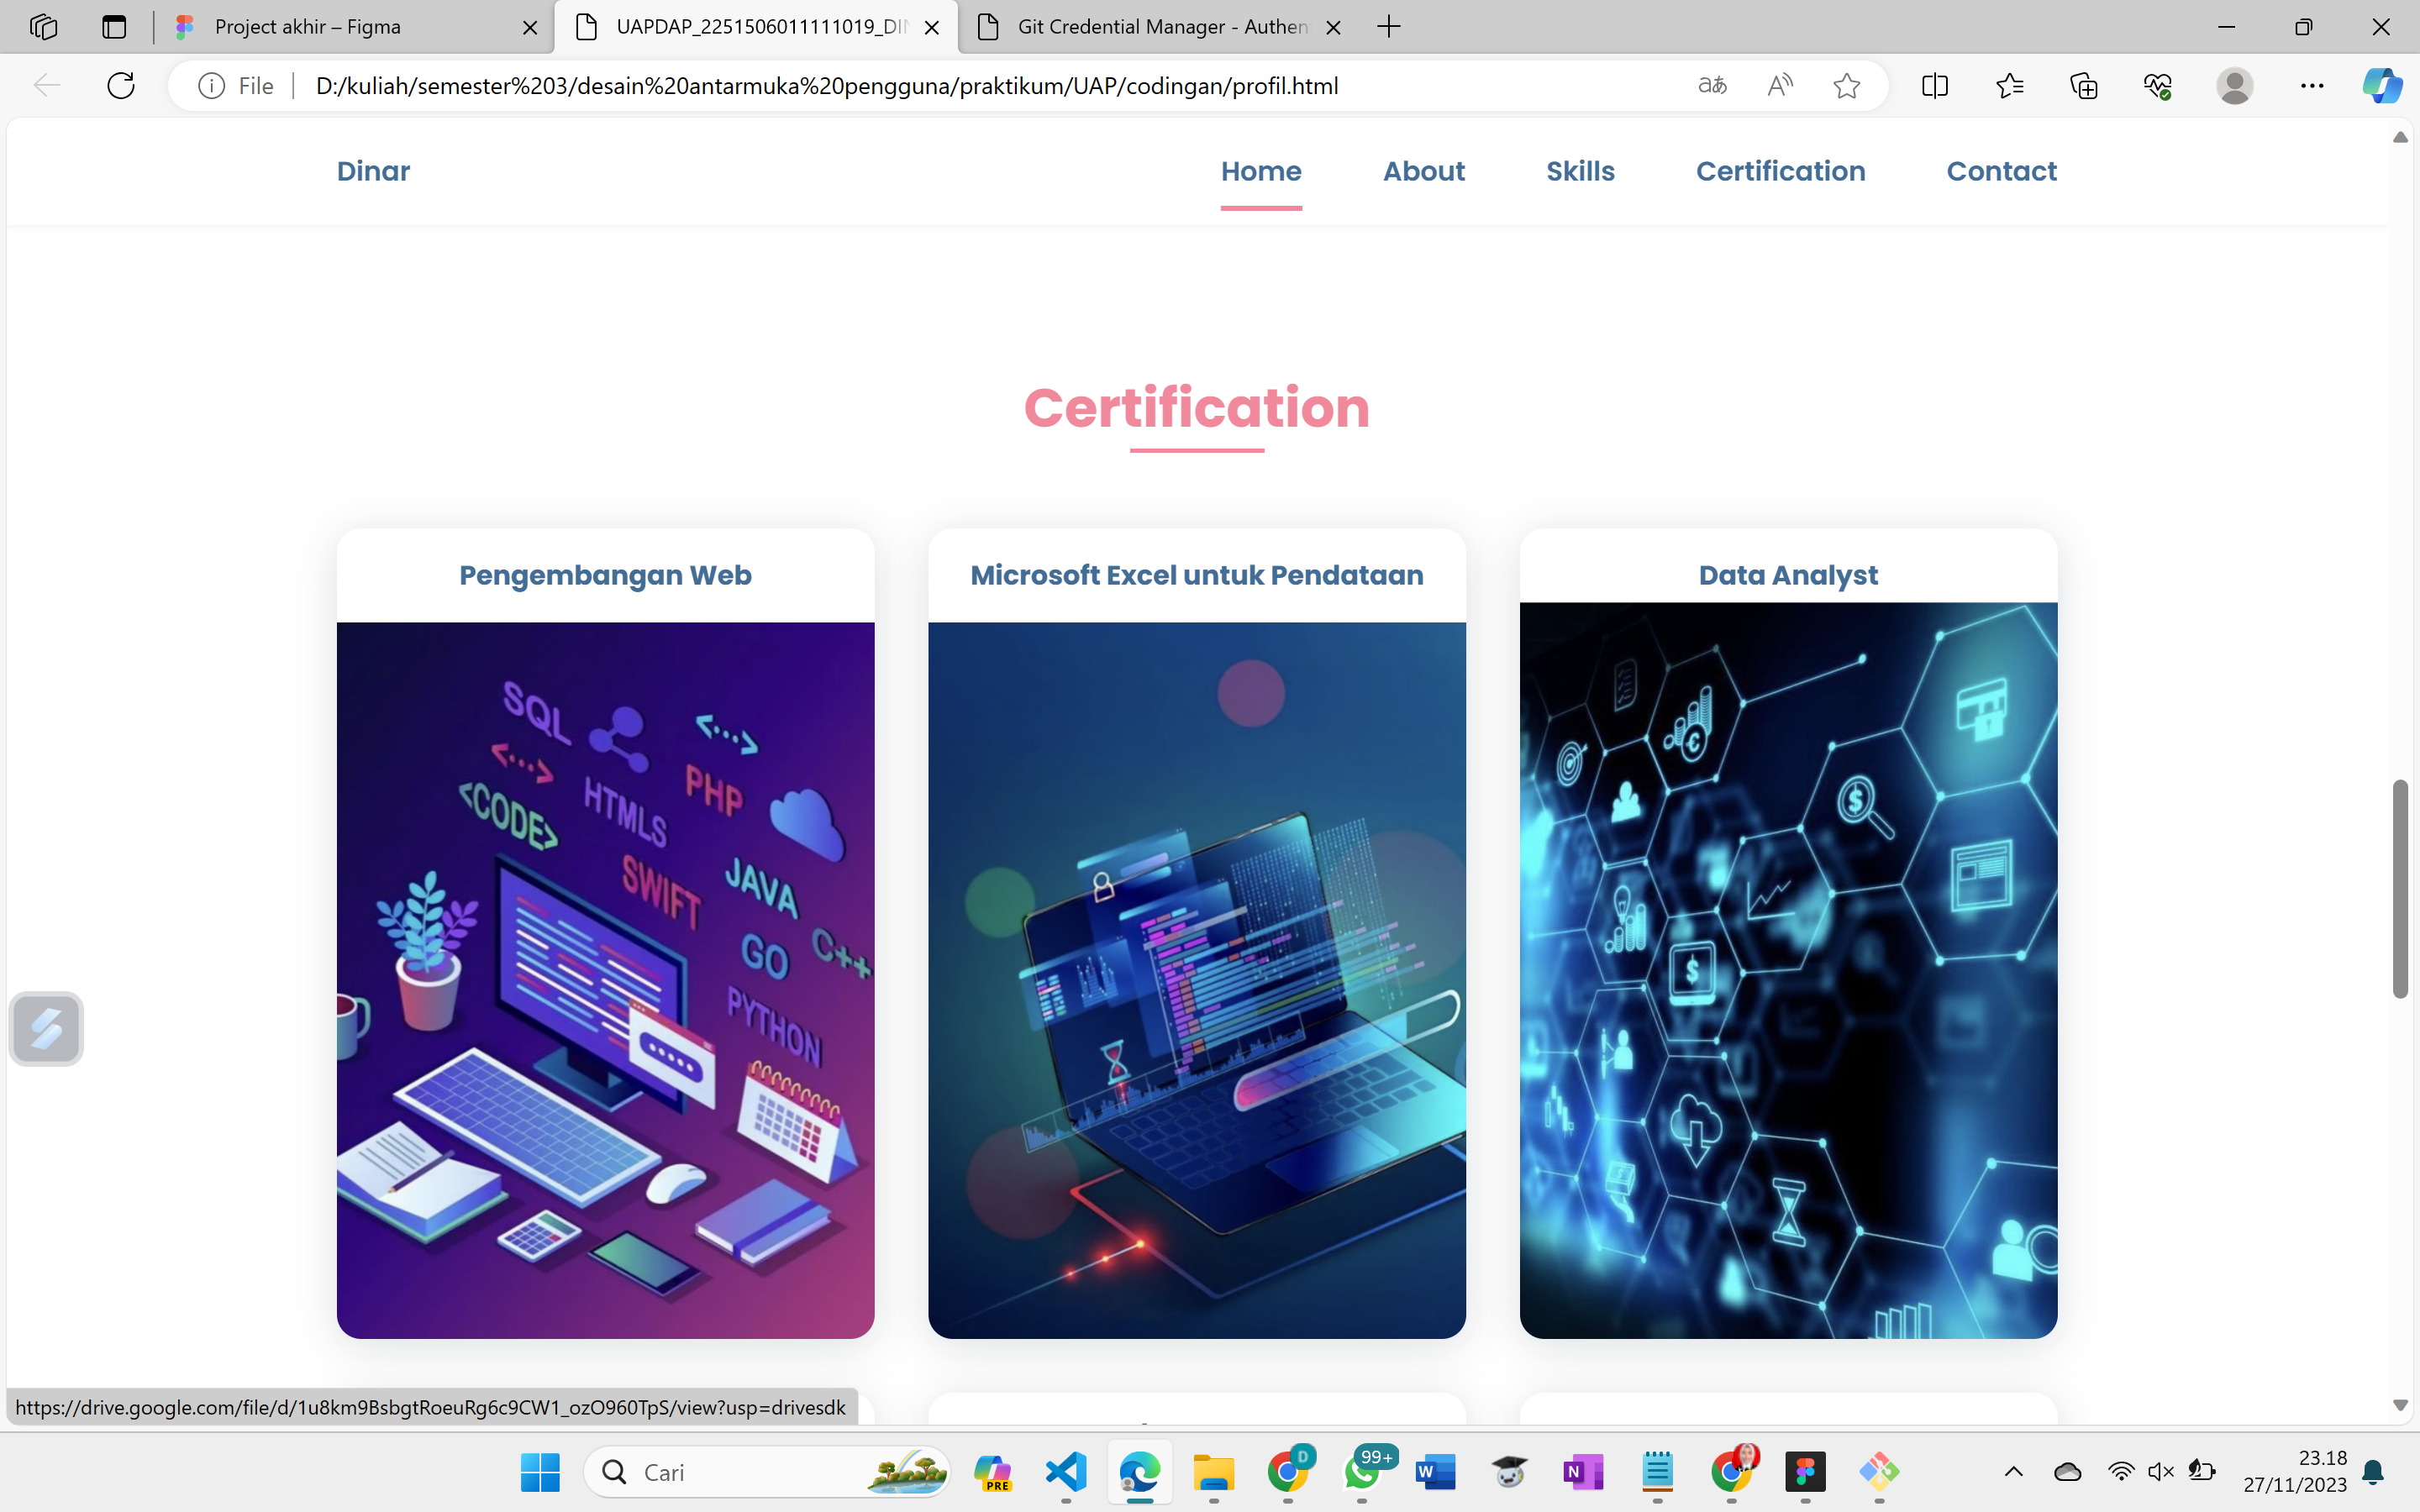 Project akhir – Figma
UAPDAP_2251506011111019_DIN
Git Credential Manager - Authen
File
D:/kuliah/semester%203/desain%20antarmuka%20pengguna/praktikum/UAP/codingan/profil.html
Dinar
Home
About
Skills
Certification
Contact
Certification
Pengembangan Web
Microsoft Excel untuk Pendataan
Data Analyst
SQL
<...>
<...>
PHP
<CODE>
HTMLS
SWIFT
JAVA
GO
C++
PYTHON
https://drive.google.com/file/d/1u8km9BsbgtRoeuRg6c9CW1_ozO960TpS/view?usp=drivesdk
Cari
PRE
D
99+
W
N
23.18
27/11/2023